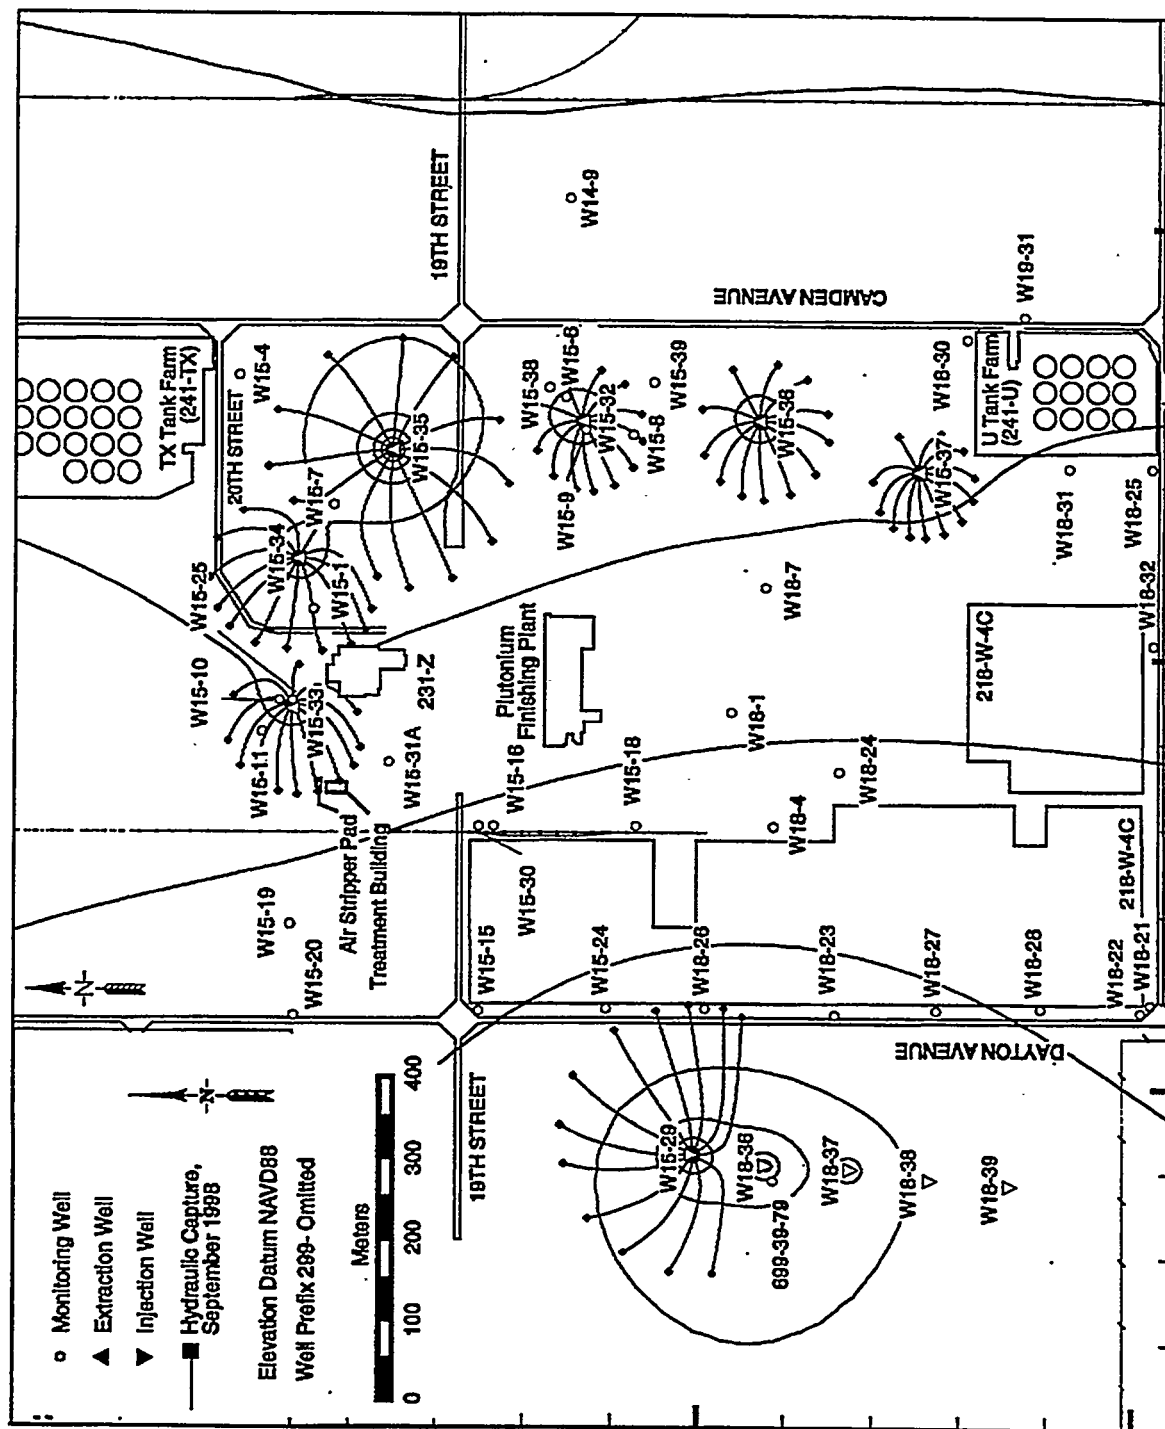 Monitoring Well
Extraction Well
Injection Well
Hydraulic Capture,
September 1998
Elevation Datum NAVD88
Well Prefix 299- Omitted
Meters
0 100 200 300 400
N
N
19TH STREET
19TH STREET
20TH STREET
CAMDEN AVENUE
DAYTON AVENUE
TX Tank Farm
(241-TX)
U Tank Farm
(241-U)
Plutonium
Finishing Plant
231-Z
Air Stripper Pad
Treatment Building
218-W-4C
218-W-4C
W15-4
W15-7
W15-34
W15-25
W15-1
W15-10
W15-33
W15-11
W15-31A
W15-19
W15-20
W15-35
W14-9
W15-38
W15-6
W15-32
W15-39
W15-8
W15-9
W15-36
W15-37
W18-30
W19-31
W18-31
W18-25
W18-32
W18-7
W18-1
W18-24
W18-4
W15-16
W15-18
W15-30
W15-15
W15-24
W18-26
W18-23
W18-27
W18-28
W18-22
W18-21
W15-29
W18-36
699-39-79
W18-37
W18-38
W18-39